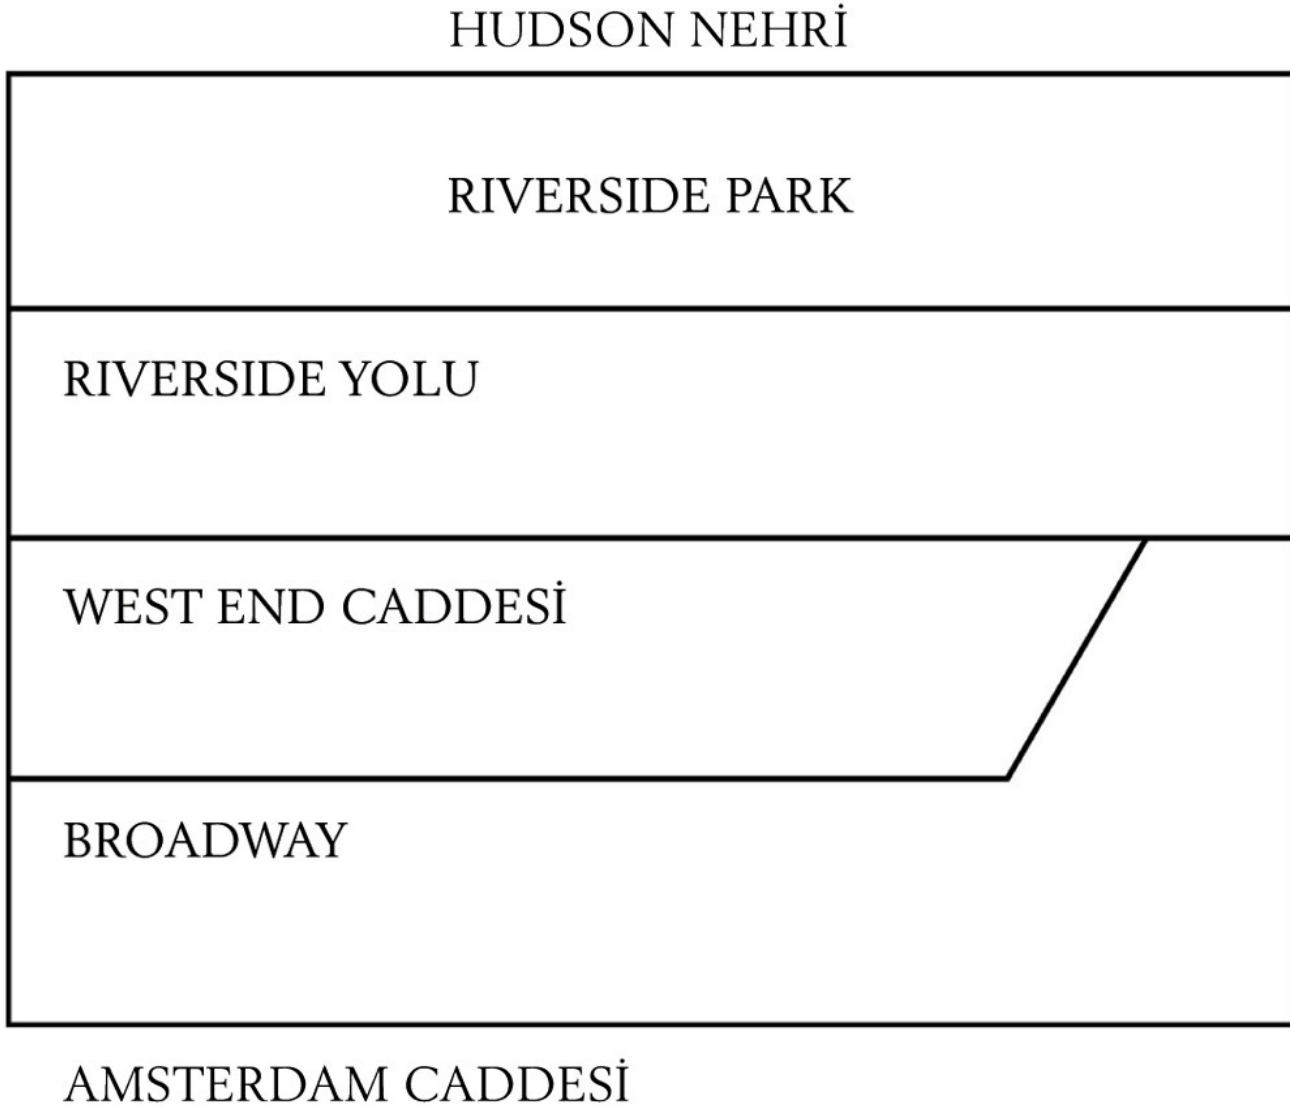 HUDSON NEHRİ
RIVERSIDE PARK
RIVERSIDE YOLU
WEST END CADDESİ
BROADWAY
AMSTERDAM CADDESİ